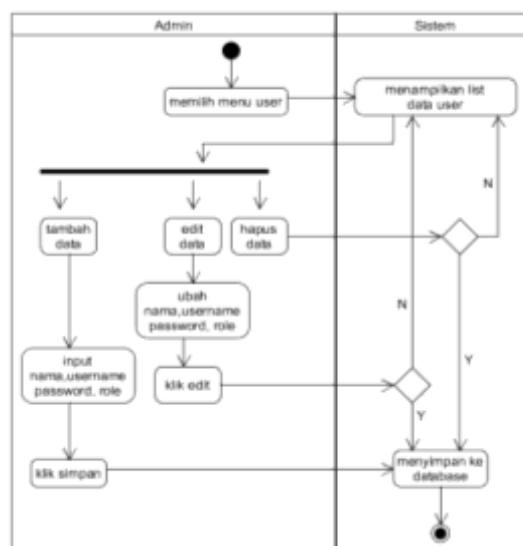 Admin
Sistem
memilih menu user
menampilkan list
data user
N
tambah
data
edit
data
hapus
data
ubah
nama,username
password, role
N
Y
input
nama,username
password, role
klik edit
Y
klik simpan
menyimpan ke
database